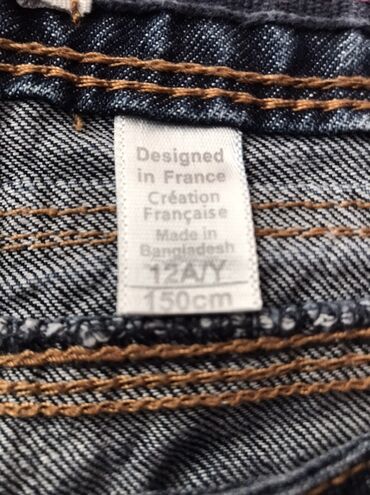 Designed
in France
Création
Française
Made in
Bangladesh
12A/Y
150cm